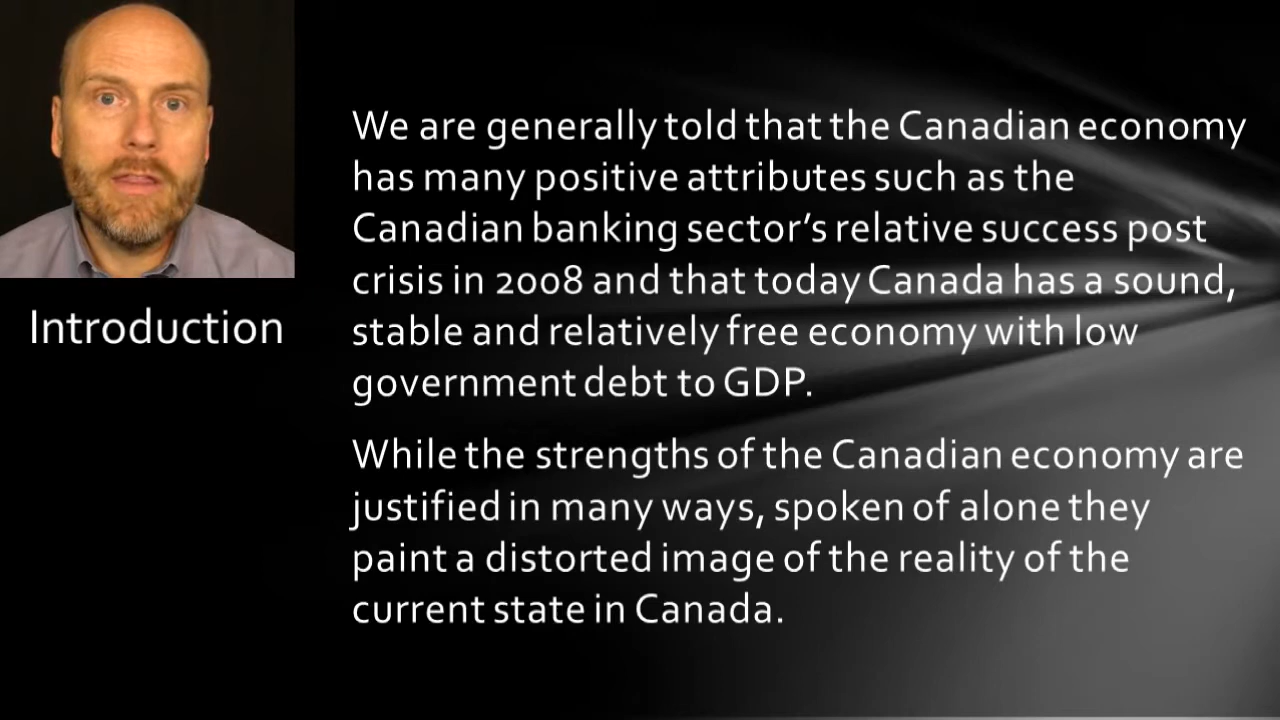 Introduction
We are generally told that the Canadian economy
has many positive attributes such as the
Canadian banking sector's relative success post
crisis in 2008 and that today Canada has a sound,
stable and relatively free economy with low
government debt to GDP.
While the strengths of the Canadian economy are
justified in many ways, spoken of alone they
paint a distorted image of the reality of the
current state in Canada.